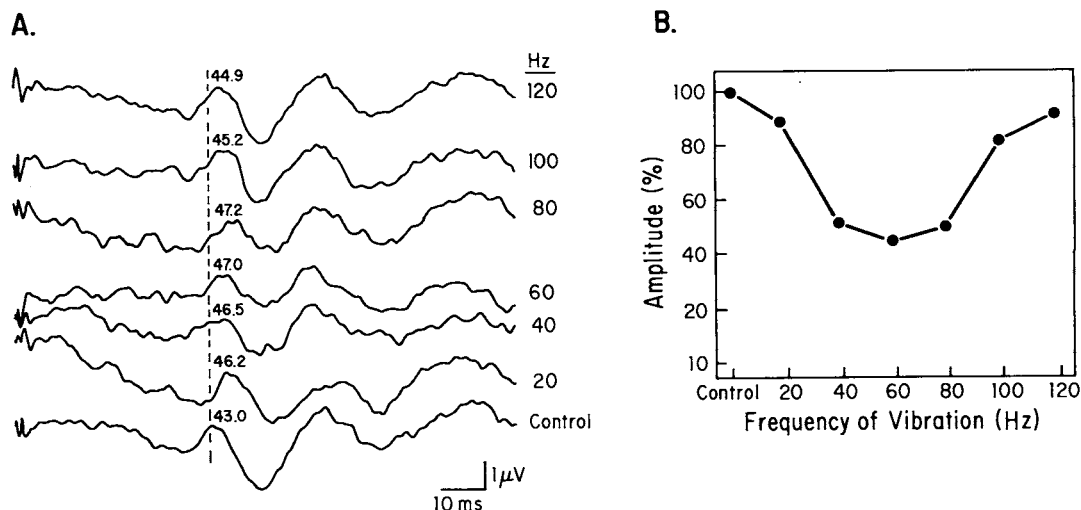 A.
Hz
44.9
120
45.2
100
47.2
80
47.0
60
46.5
40
46.2
20
43.0
Control
1μV
10 ms
B.
100
80
60
40
20
10
Amplitude (%)
Control 20 40 60 80 100 120
Frequency of Vibration (Hz)